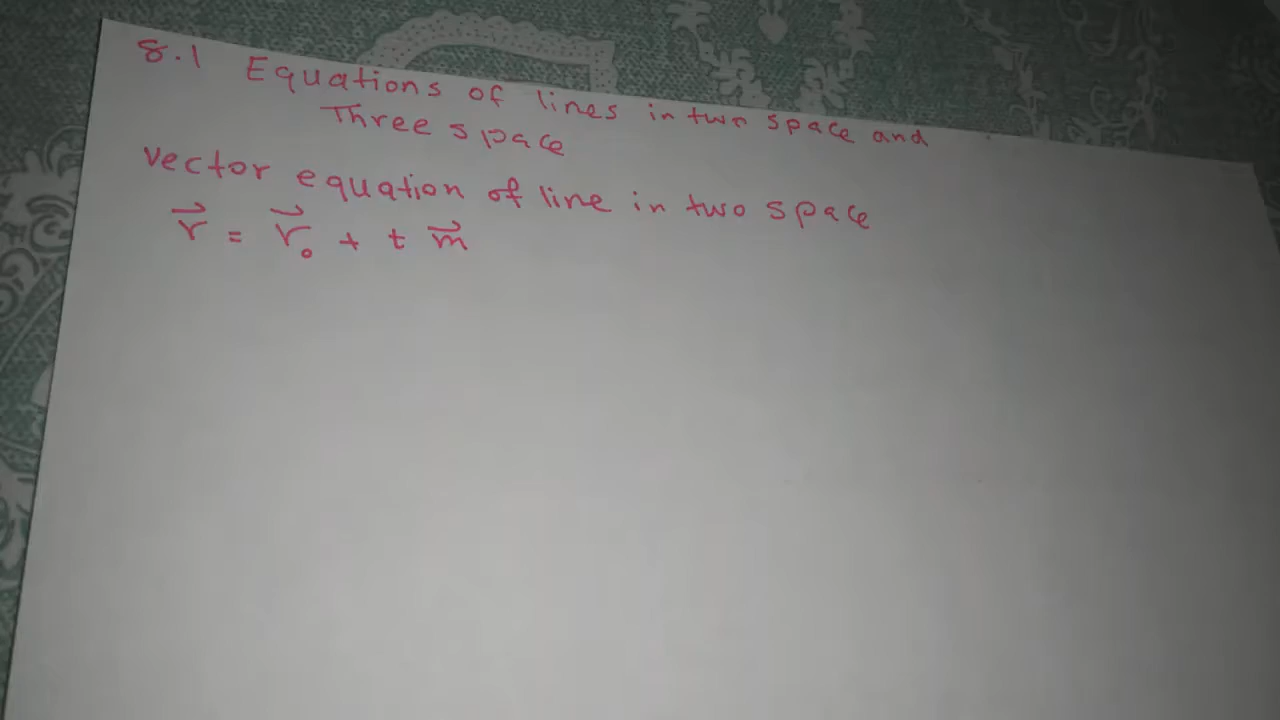 8.1 Equations of lines in two space and
Three space
vector equation of line in two space
r⃗ = r⃗₀ + t m⃗